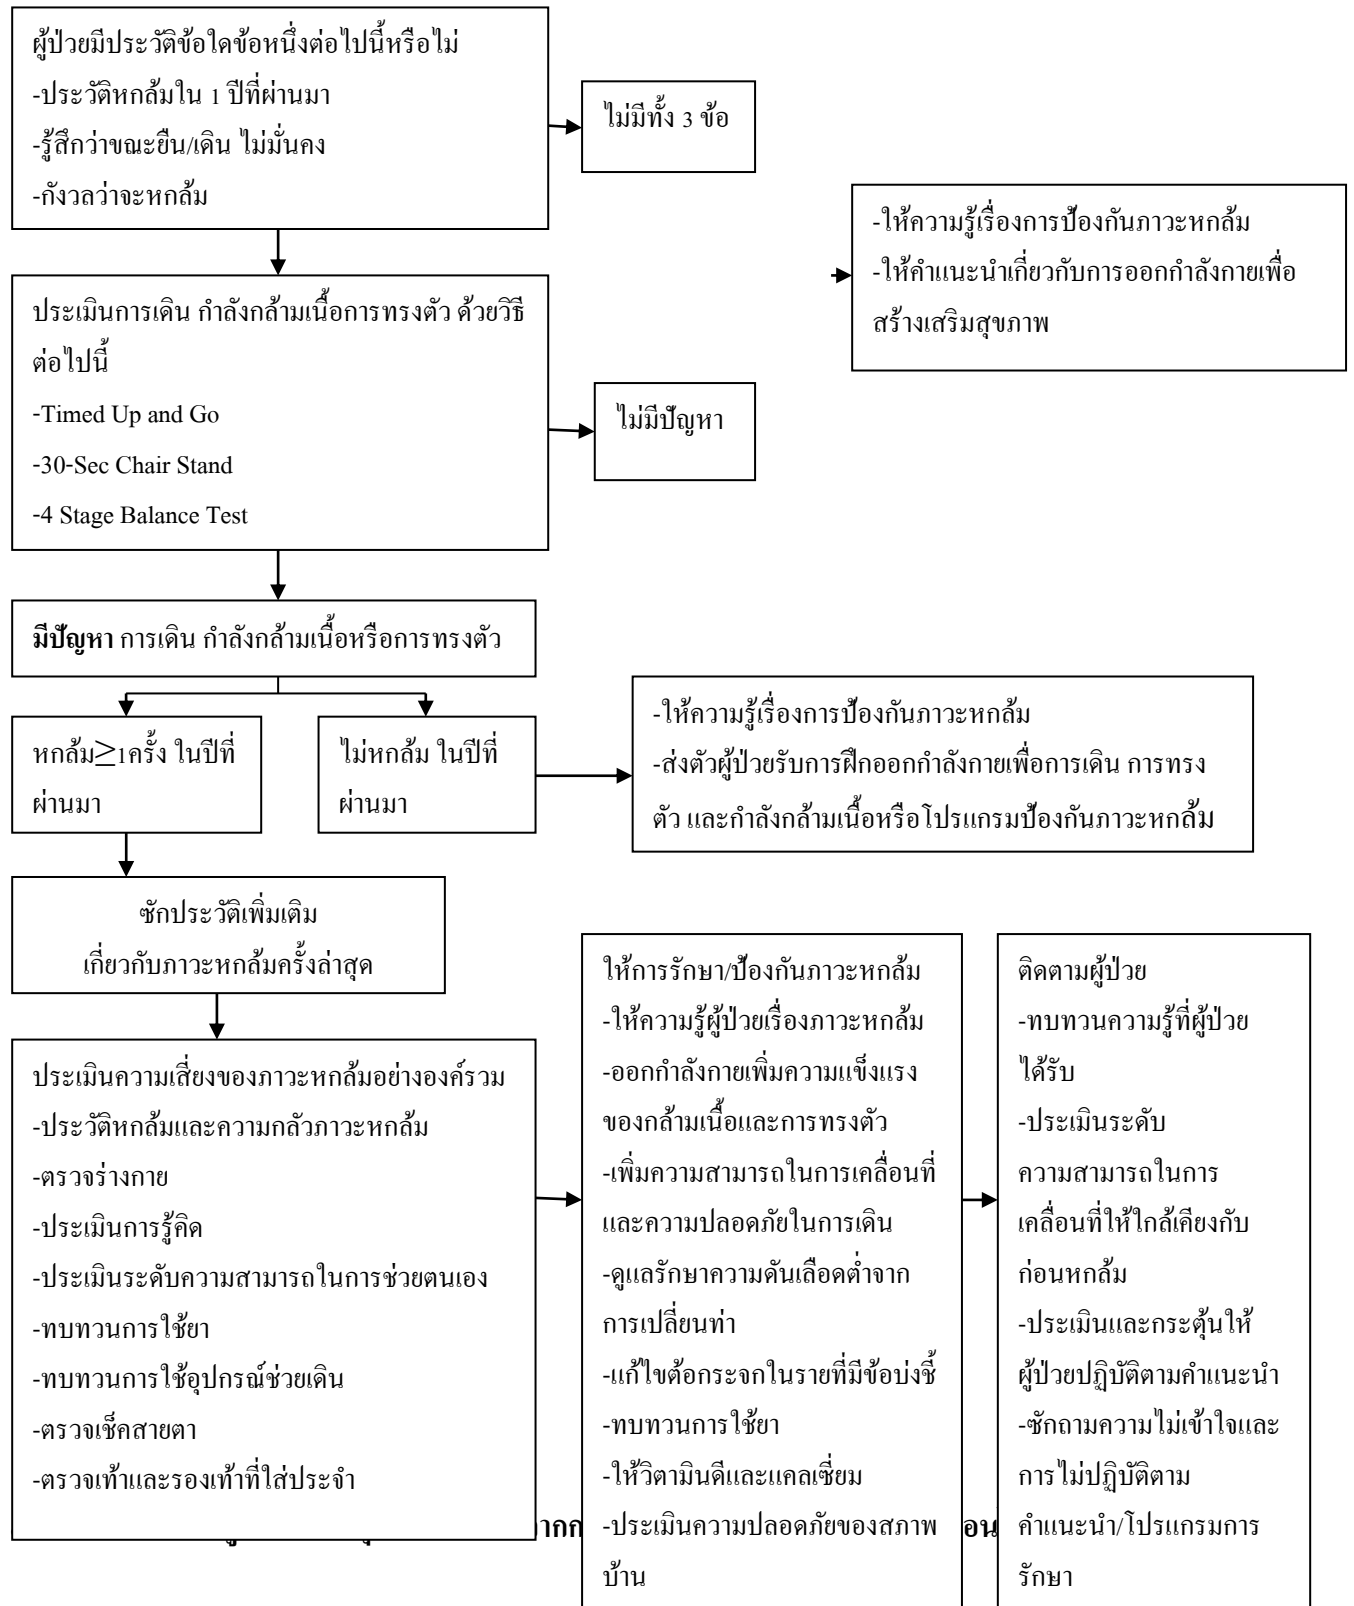 ผู้ป่วยมีประวัติข้อใดข้อหนึ่งต่อไปนี้หรือไม่
-ประวัติหกล้มใน 1 ปีที่ผ่านมา
-รู้สึกว่าขณะยืน/เดิน ไม่มั่นคง
-กังวลว่าจะหกล้ม
ไม่มีทั้ง 3 ข้อ
-ให้ความรู้เรื่องการป้องกันภาวะหกล้ม
-ให้คำแนะนำเกี่ยวกับการออกกำลังกายเพื่อ
สร้างเสริมสุขภาพ
ประเมินการเดิน กำลังกล้ามเนื้อการทรงตัว ด้วยวิธี
ต่อไปนี้
-Timed Up and Go
-30-Sec Chair Stand
-4 Stage Balance Test
ไม่มีปัญหา
มีปัญหา การเดิน กำลังกล้ามเนื้อหรือการทรงตัว
หกล้ม≥1ครั้ง ในปีที่
ผ่านมา
ไม่หกล้ม ในปีที่
ผ่านมา
-ให้ความรู้เรื่องการป้องกันภาวะหกล้ม
-ส่งตัวผู้ป่วยรับการฝึกออกกำลังกายเพื่อการเดิน การทรง
ตัว และกำลังกล้ามเนื้อหรือโปรแกรมป้องกันภาวะหกล้ม
ซักประวัติเพิ่มเติม
เกี่ยวกับภาวะหกล้มครั้งล่าสุด
ประเมินความเสี่ยงของภาวะหกล้มอย่างองค์รวม
-ประวัติหกล้มและความกลัวภาวะหกล้ม
-ตรวจร่างกาย
-ประเมินการรู้คิด
-ประเมินระดับความสามารถในการช่วยตนเอง
-ทบทวนการใช้ยา
-ทบทวนการใช้อุปกรณ์ช่วยเดิน
-ตรวจเช็คสายตา
-ตรวจเท้าและรองเท้าที่ใส่ประจำ
ให้การรักษา/ป้องกันภาวะหกล้ม
-ให้ความรู้ผู้ป่วยเรื่องภาวะหกล้ม
-ออกกำลังกายเพิ่มความแข็งแรง
ของกล้ามเนื้อและการทรงตัว
-เพิ่มความสามารถในการเคลื่อนที่
และความปลอดภัยในการเดิน
-ดูแลรักษาความดันเลือดต่ำจาก
การเปลี่ยนท่า
-แก้ไขต้อกระจกในรายที่มีข้อบ่งชี้
-ทบทวนการใช้ยา
-ให้วิตามินดีและแคลเซี่ยม
-ประเมินความปลอดภัยของสภาพ
บ้าน
ติดตามผู้ป่วย
-ทบทวนความรู้ที่ผู้ป่วย
ได้รับ
-ประเมินระดับ
ความสามารถในการ
เคลื่อนที่ให้ใกล้เคียงกับ
ก่อนหกล้ม
-ประเมินและกระตุ้นให้
ผู้ป่วยปฏิบัติตามคำแนะนำ
-ซักถามความไม่เข้าใจและ
การไม่ปฏิบัติตาม
คำแนะนำ/โปรแกรมการ
รักษา